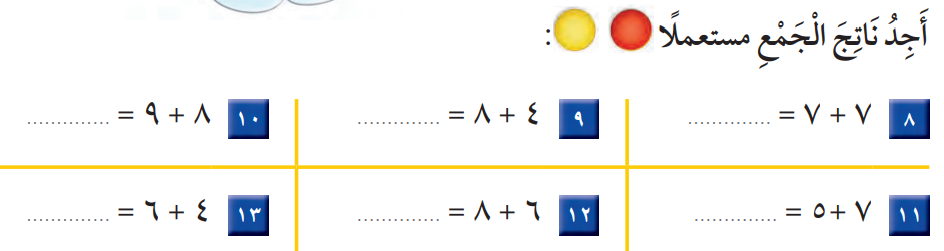 أَجِدُ نَاتِجَ الْجَمْعِ مستعملًا :
٨ ٧ + ٧ = .............
٩ ٤ + ٨ = .............
١٠ ٨ + ٩ = .............
١١ ٧ + ٥ = .............
١٢ ٦ + ٨ = .............
١٣ ٤ + ٦ = .............